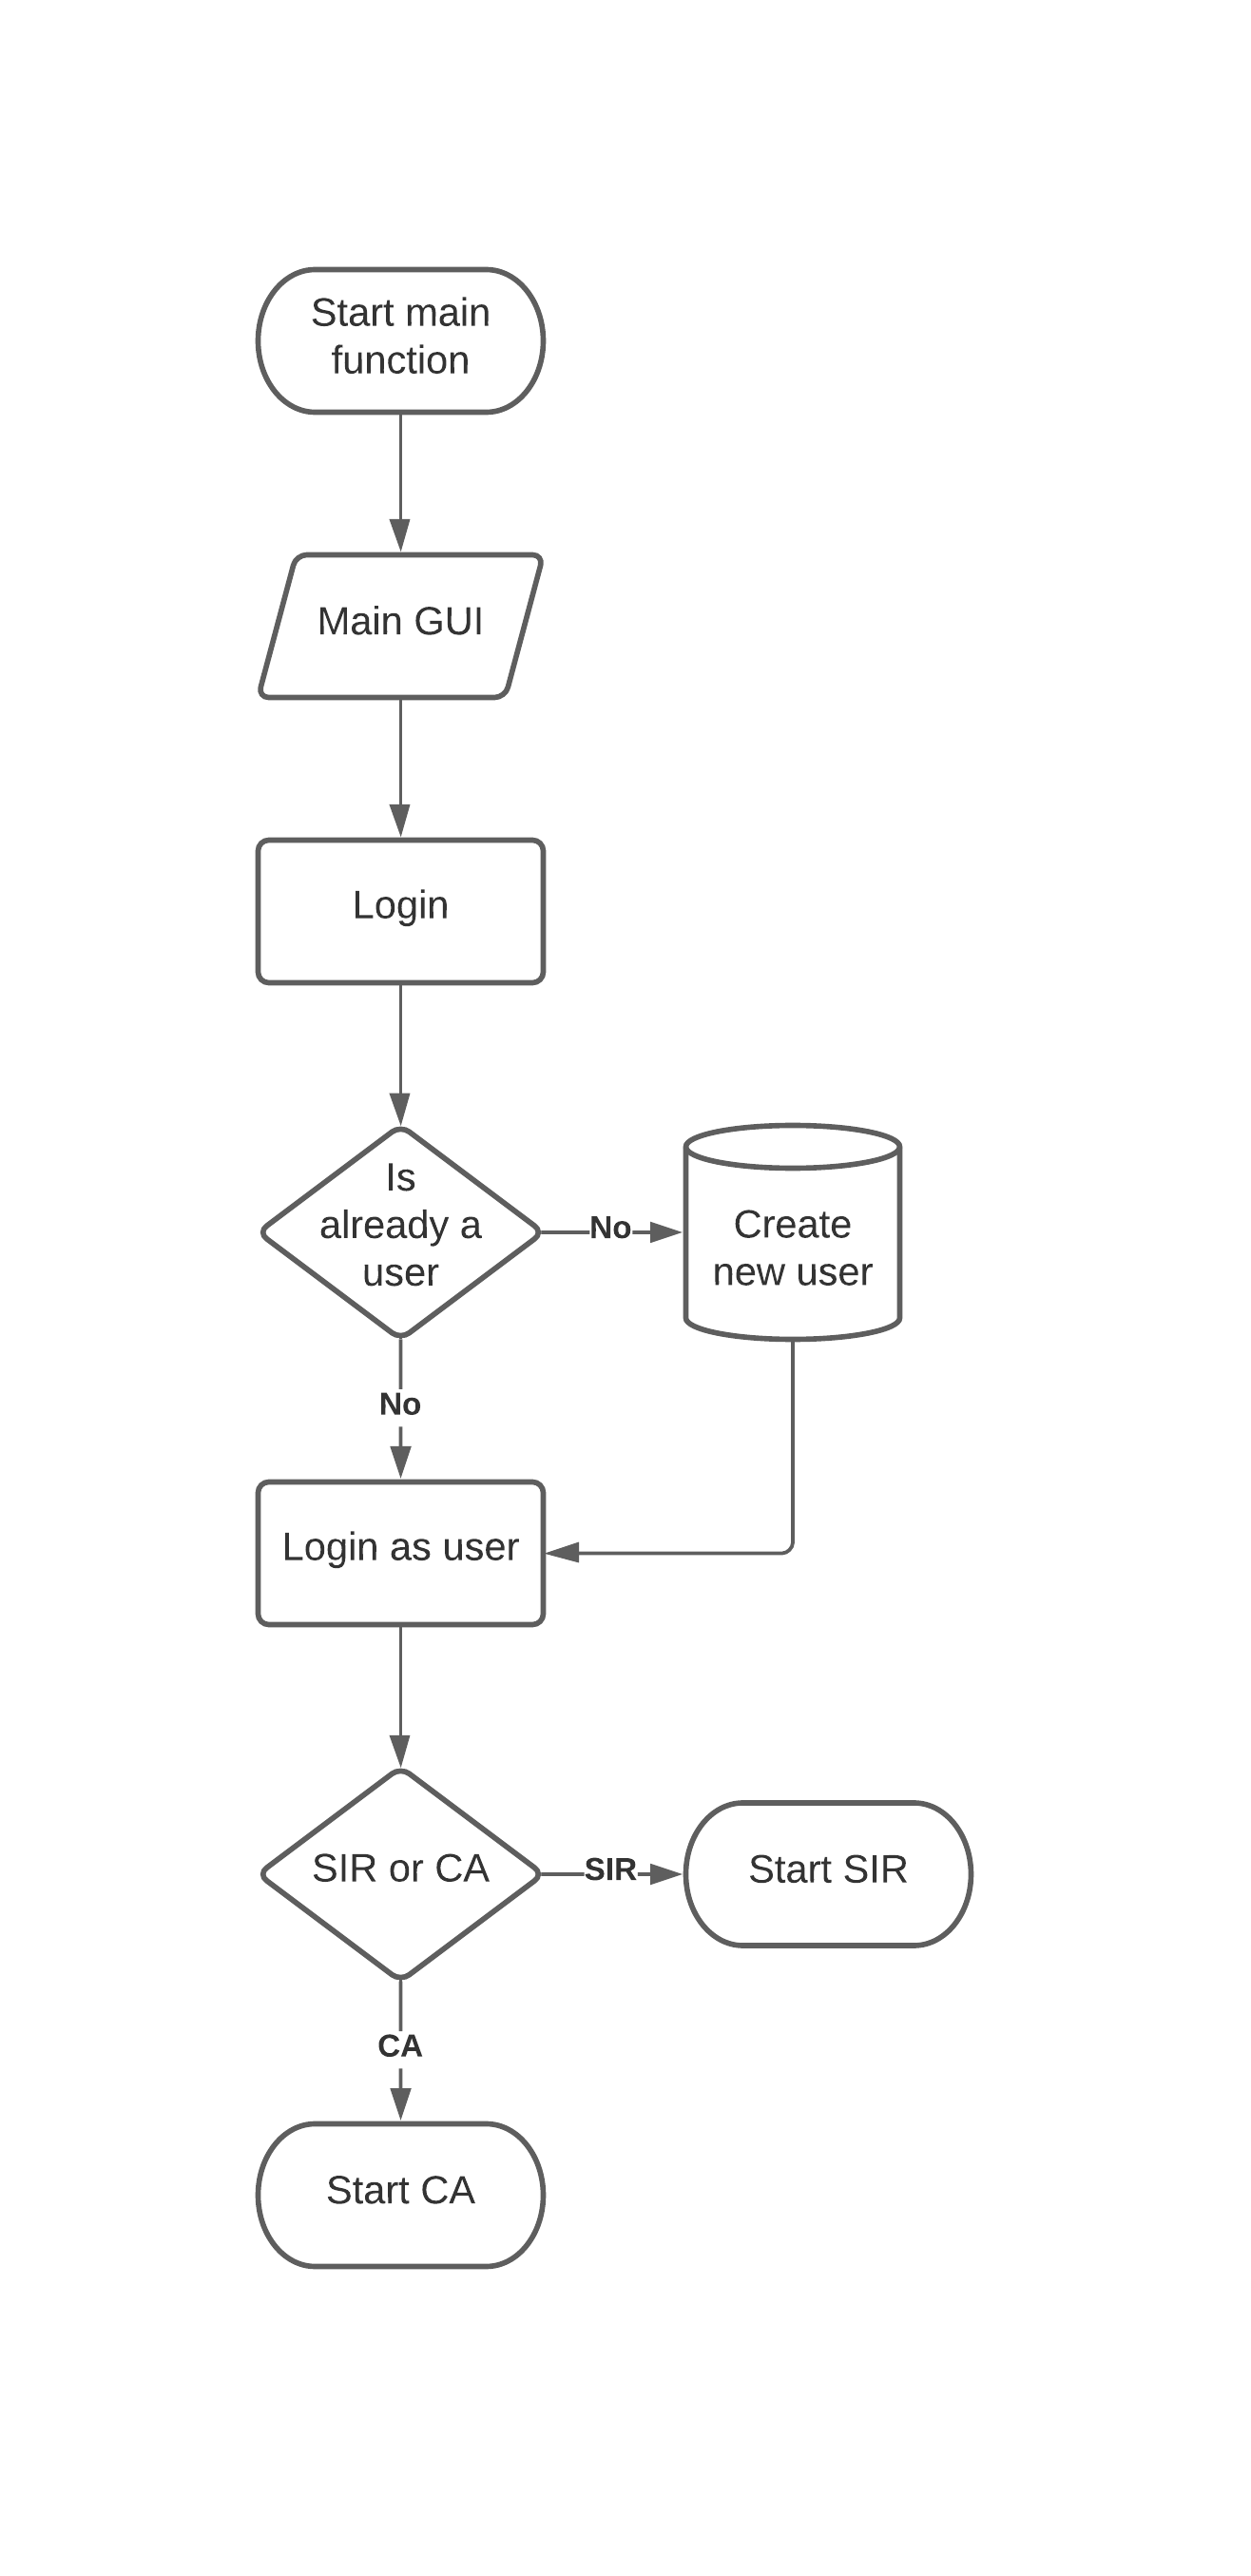 Start main
function
Main GUI
Login
Is
already a
user
No
Create
new user
No
Login as user
SIR or CA
SIR
Start SIR
CA
Start CA